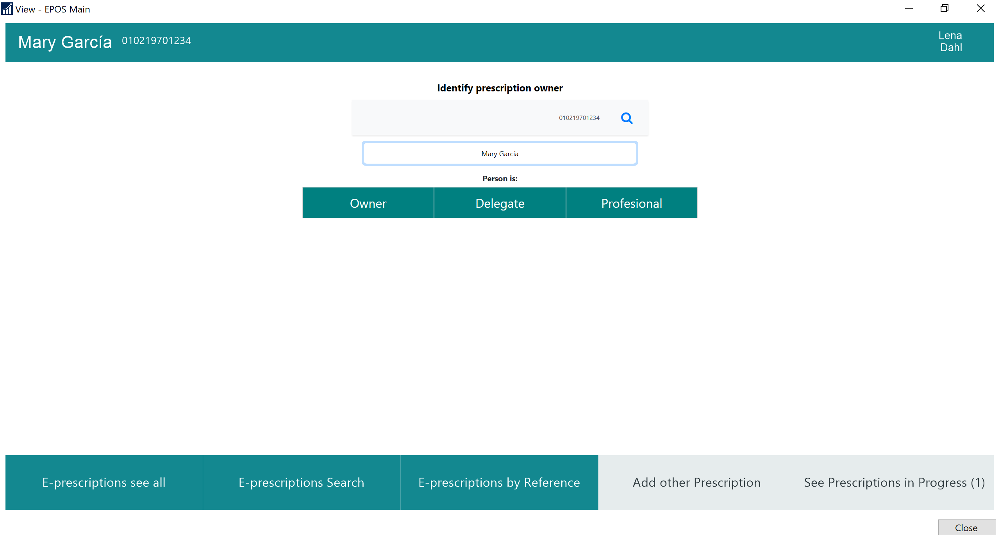 View - EPOS Main
Mary García 010219701234
Lena
Dahl
Identify prescription owner
010219701234
Mary García
Person is:
Owner Delegate Profesional
E-prescriptions see all E-prescriptions Search E-prescriptions by Reference Add other Prescription See Prescriptions in Progress (1)
Close